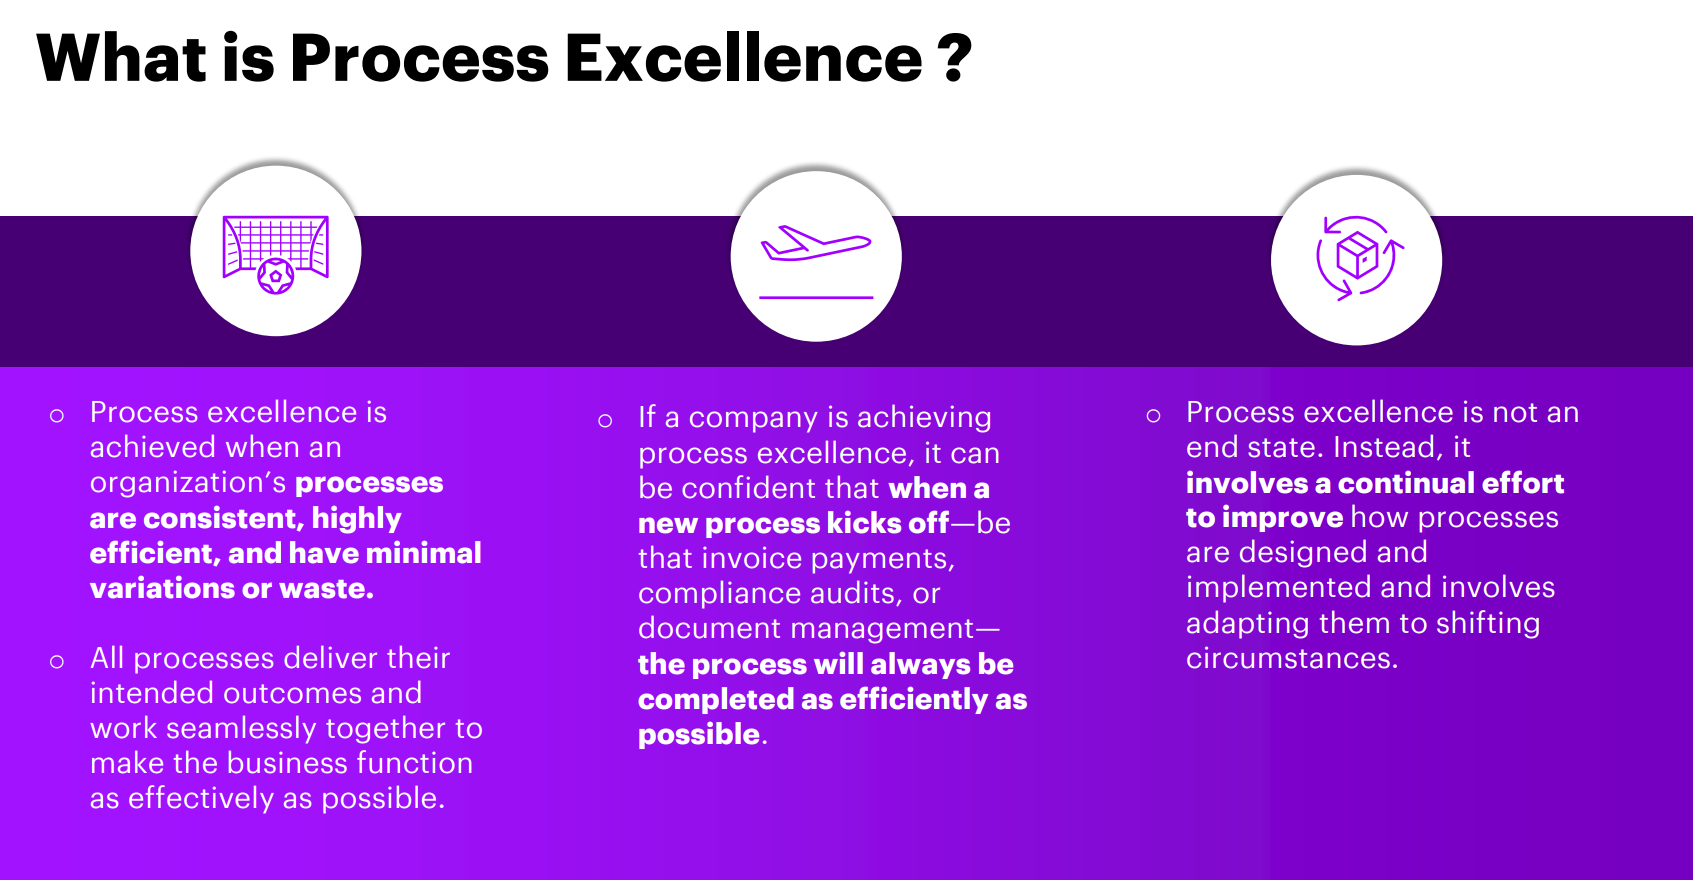 What is Process Excellence ?
○ Process excellence is
achieved when an
organization’s processes
are consistent, highly
efficient, and have minimal
variations or waste.
○ All processes deliver their
intended outcomes and
work seamlessly together to
make the business function
as effectively as possible.
○ If a company is achieving
process excellence, it can
be confident that when a
new process kicks off—be
that invoice payments,
compliance audits, or
document management—
the process will always be
completed as efficiently as
possible.
○ Process excellence is not an
end state. Instead, it
involves a continual effort
to improve how processes
are designed and
implemented and involves
adapting them to shifting
circumstances.